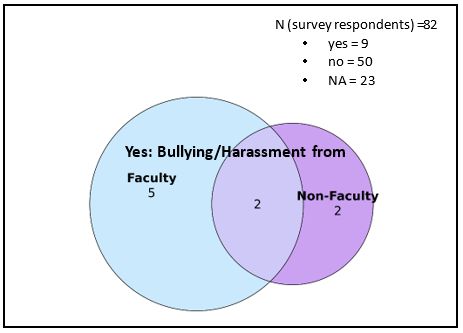 N (survey respondents) =82
• yes = 9
• no = 50
• NA = 23
Yes: Bullying/Harassment from
Faculty
5
2
Non-Faculty
2